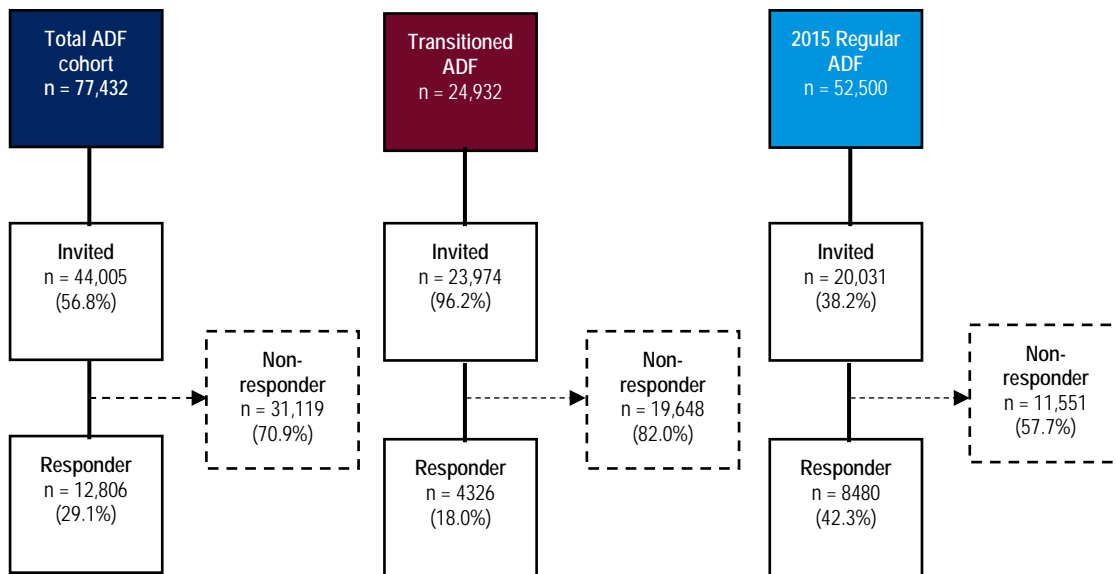 Total ADF
cohort
n = 77,432
Invited
n = 44,005
(56.8%)
Non-
responder
n = 31,119
(70.9%)
Responder
n = 12,806
(29.1%)
Transitioned
ADF
n = 24,932
Invited
n = 23,974
(96.2%)
Non-
responder
n = 19,648
(82.0%)
Responder
n = 4326
(18.0%)
2015 Regular
ADF
n = 52,500
Invited
n = 20,031
(38.2%)
Non-
responder
n = 11,551
(57.7%)
Responder
n = 8480
(42.3%)